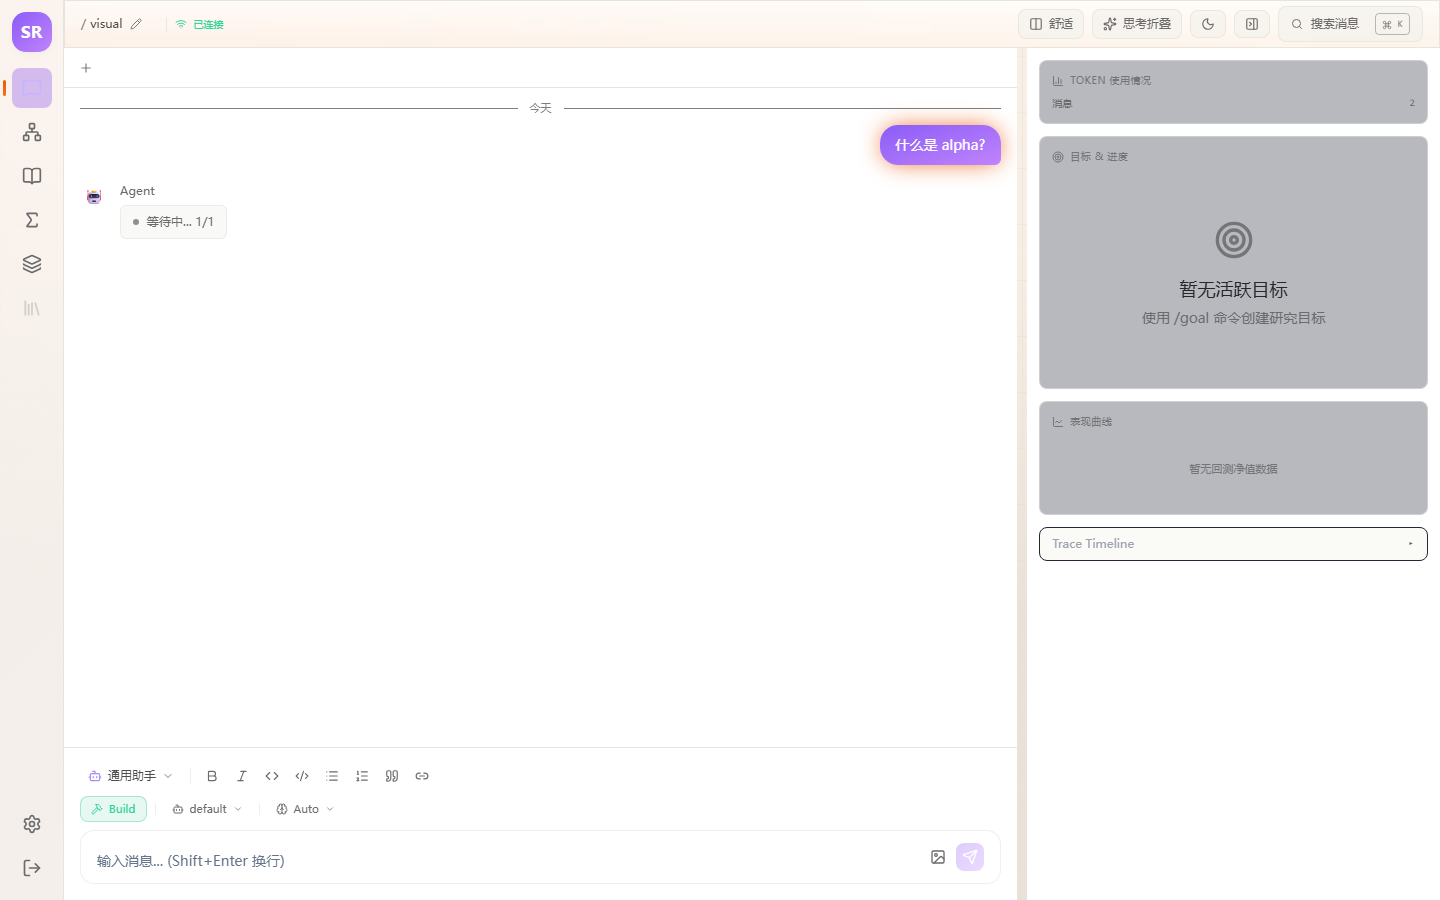 SR
/ visual
已连接
舒适
思考折叠
搜索消息
⌘ K
今天
什么是 alpha?
Agent
等待中... 1/1
通用助手
Build
default
Auto
输入消息... (Shift+Enter 换行)
TOKEN 使用情况
消息 2
目标 & 进度
暂无活跃目标
使用 /goal 命令创建研究目标
表现曲线
暂无回测净值数据
Trace Timeline